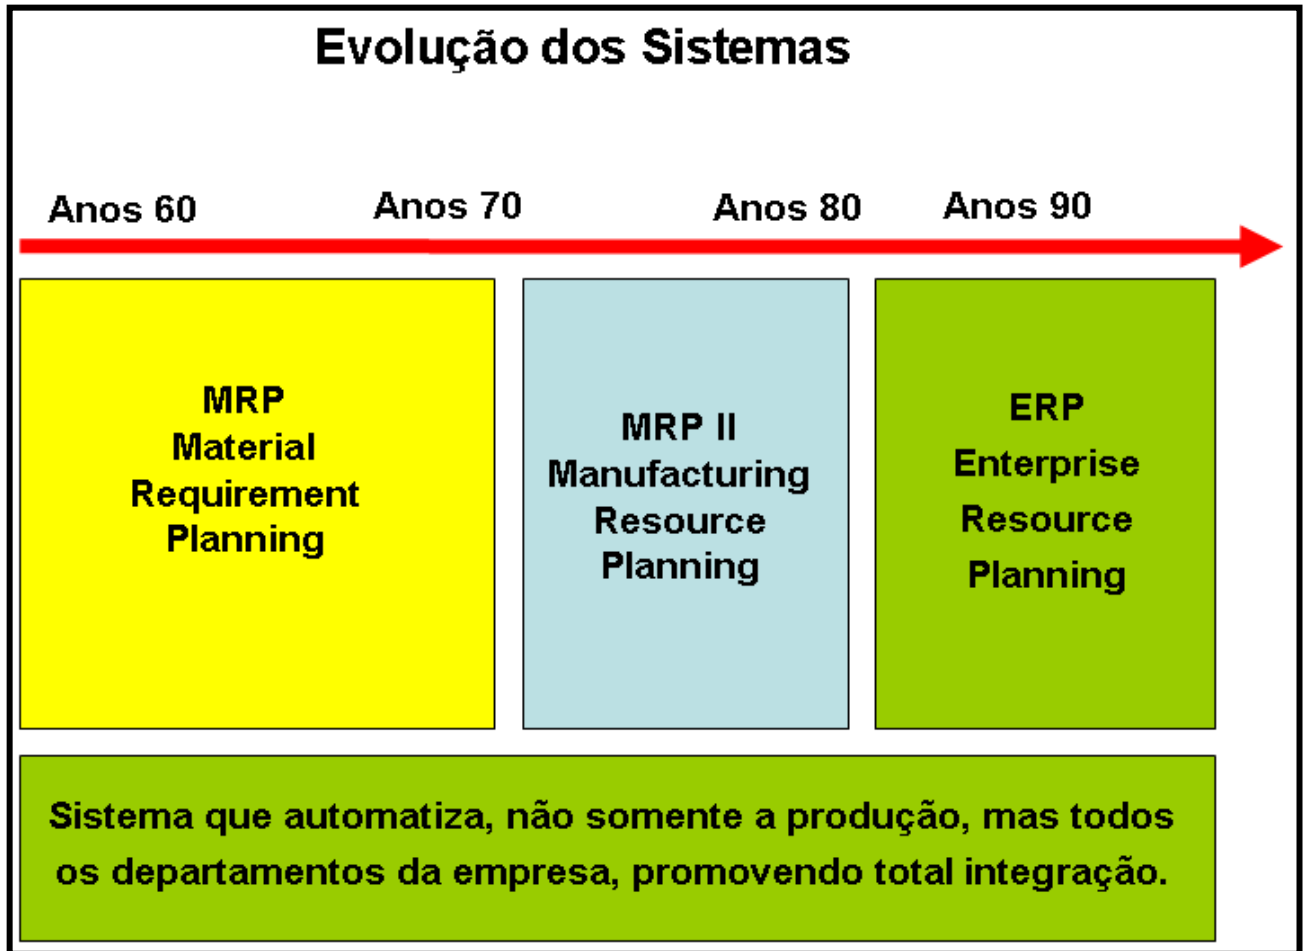 Evolução dos Sistemas
Anos 60
Anos 70
Anos 80
Anos 90
MRP
Material
Requirement
Planning
MRP II
Manufacturing
Resource
Planning
ERP
Enterprise
Resource
Planning
Sistema que automatiza, não somente a produção, mas todos
os departamentos da empresa, promovendo total integração.